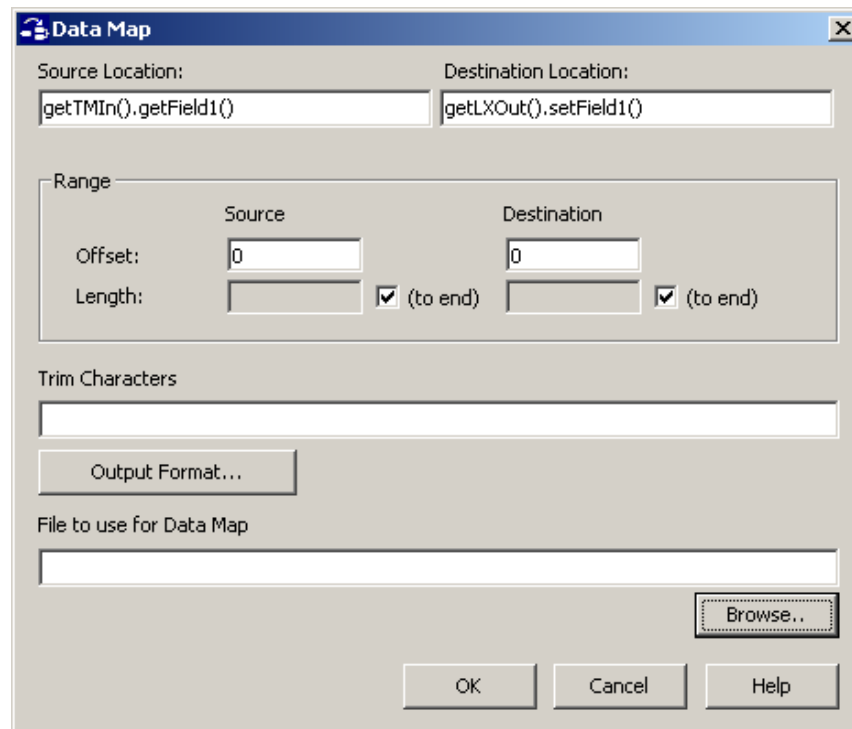 Data Map
Source Location: Destination Location:
getTMIn().getField1() getLXOut().setField1()
Range
Source Destination
Offset: 0 0
Length: (to end) (to end)
Trim Characters
Output Format...
File to use for Data Map
Browse..
OK Cancel Help